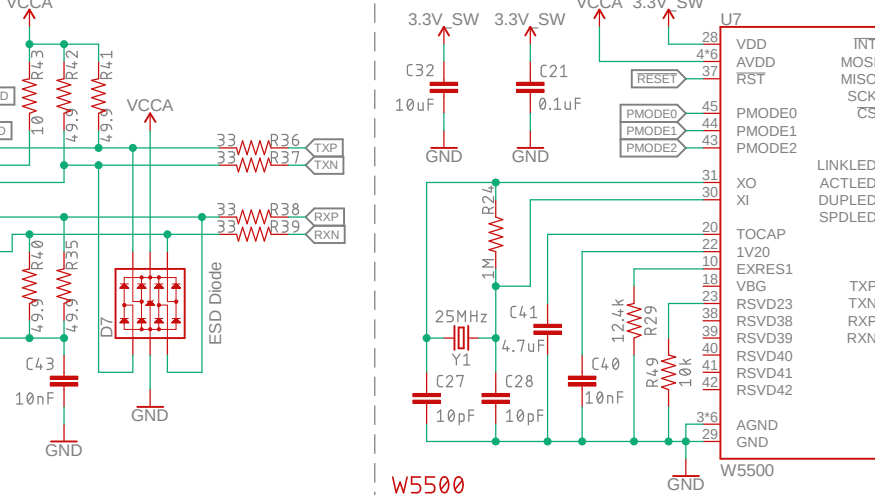 VCCA
R43
R42
R41
10
49.9
49.9
D
D
VCCA
33 R36 TXP
33 R37 TXN
33 R38 RXP
33 R39 RXN
R40
R35
49.9
49.9
D7
ESD Diode
C43
10nF
GND
GND
3.3V_SW
3.3V_SW
VCCA
3.3V_SW
C32
10uF
GND
C21
0.1uF
GND
U7
28 VDD
4*6 AVDD
RESET 37 RST
PMODE0 45 PMODE0
PMODE1 44 PMODE1
PMODE2 43 PMODE2
31 XO
30 XI
20 TOCAP
22 1V20
10 EXRES1
18 VBG
23 RSVD23
38 RSVD38
39 RSVD39
40 RSVD40
41 RSVD41
42 RSVD42
3*6 AGND
29 GND
INT
MOSI
MISO
SCK
CS
LINKLED
ACTLED
DUPLED
SPDLED
TXP
TXN
RXP
RXN
R24
1M
25MHz
Y1
C41
4.7uF
C27
10pF
C28
10pF
C40
10nF
12.4k
R29
R49
10k
GND
W5500
W5500